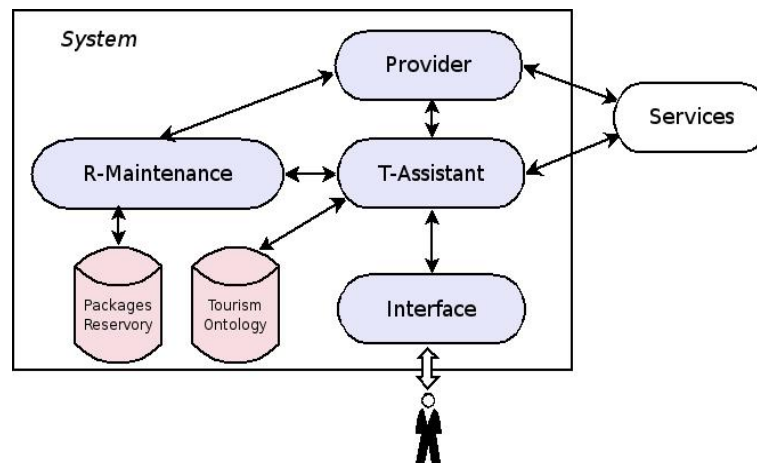 System
Provider
Services
R-Maintenance
T-Assistant
Packages
Reservory
Tourism
Ontology
Interface